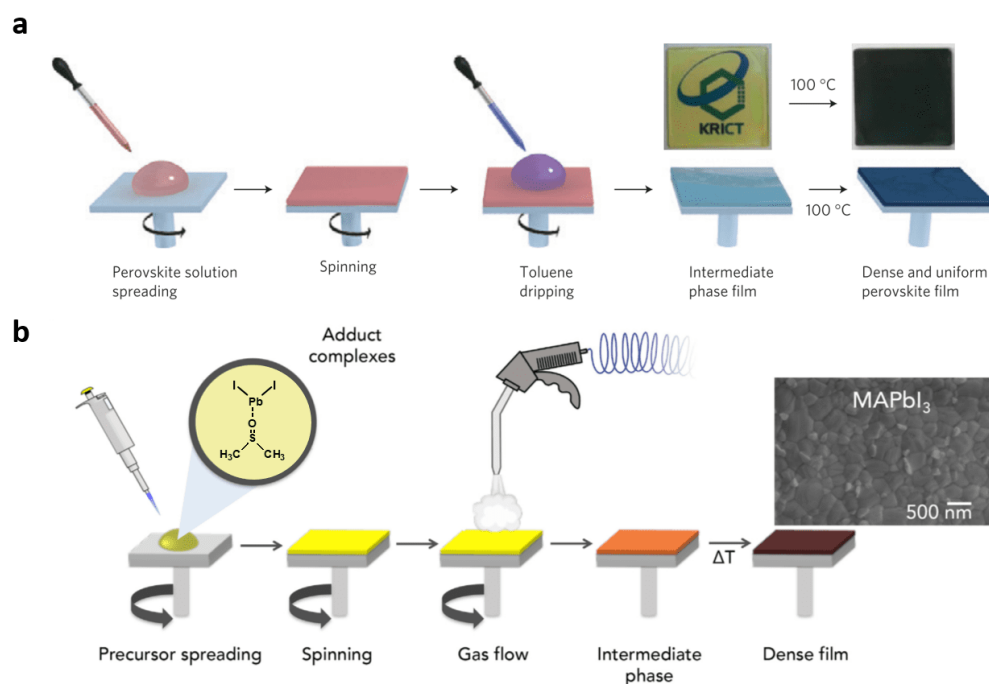 a
KRICT
100 °C
100 °C
Perovskite solution
spreading
Spinning
Toluene
dripping
Intermediate
phase film
Dense and uniform
perovskite film
b
Adduct
complexes
I I
Pb
O
S
H₃C CH₃
MAPbI₃
500 nm
ΔT
Precursor spreading
Spinning
Gas flow
Intermediate
phase
Dense film